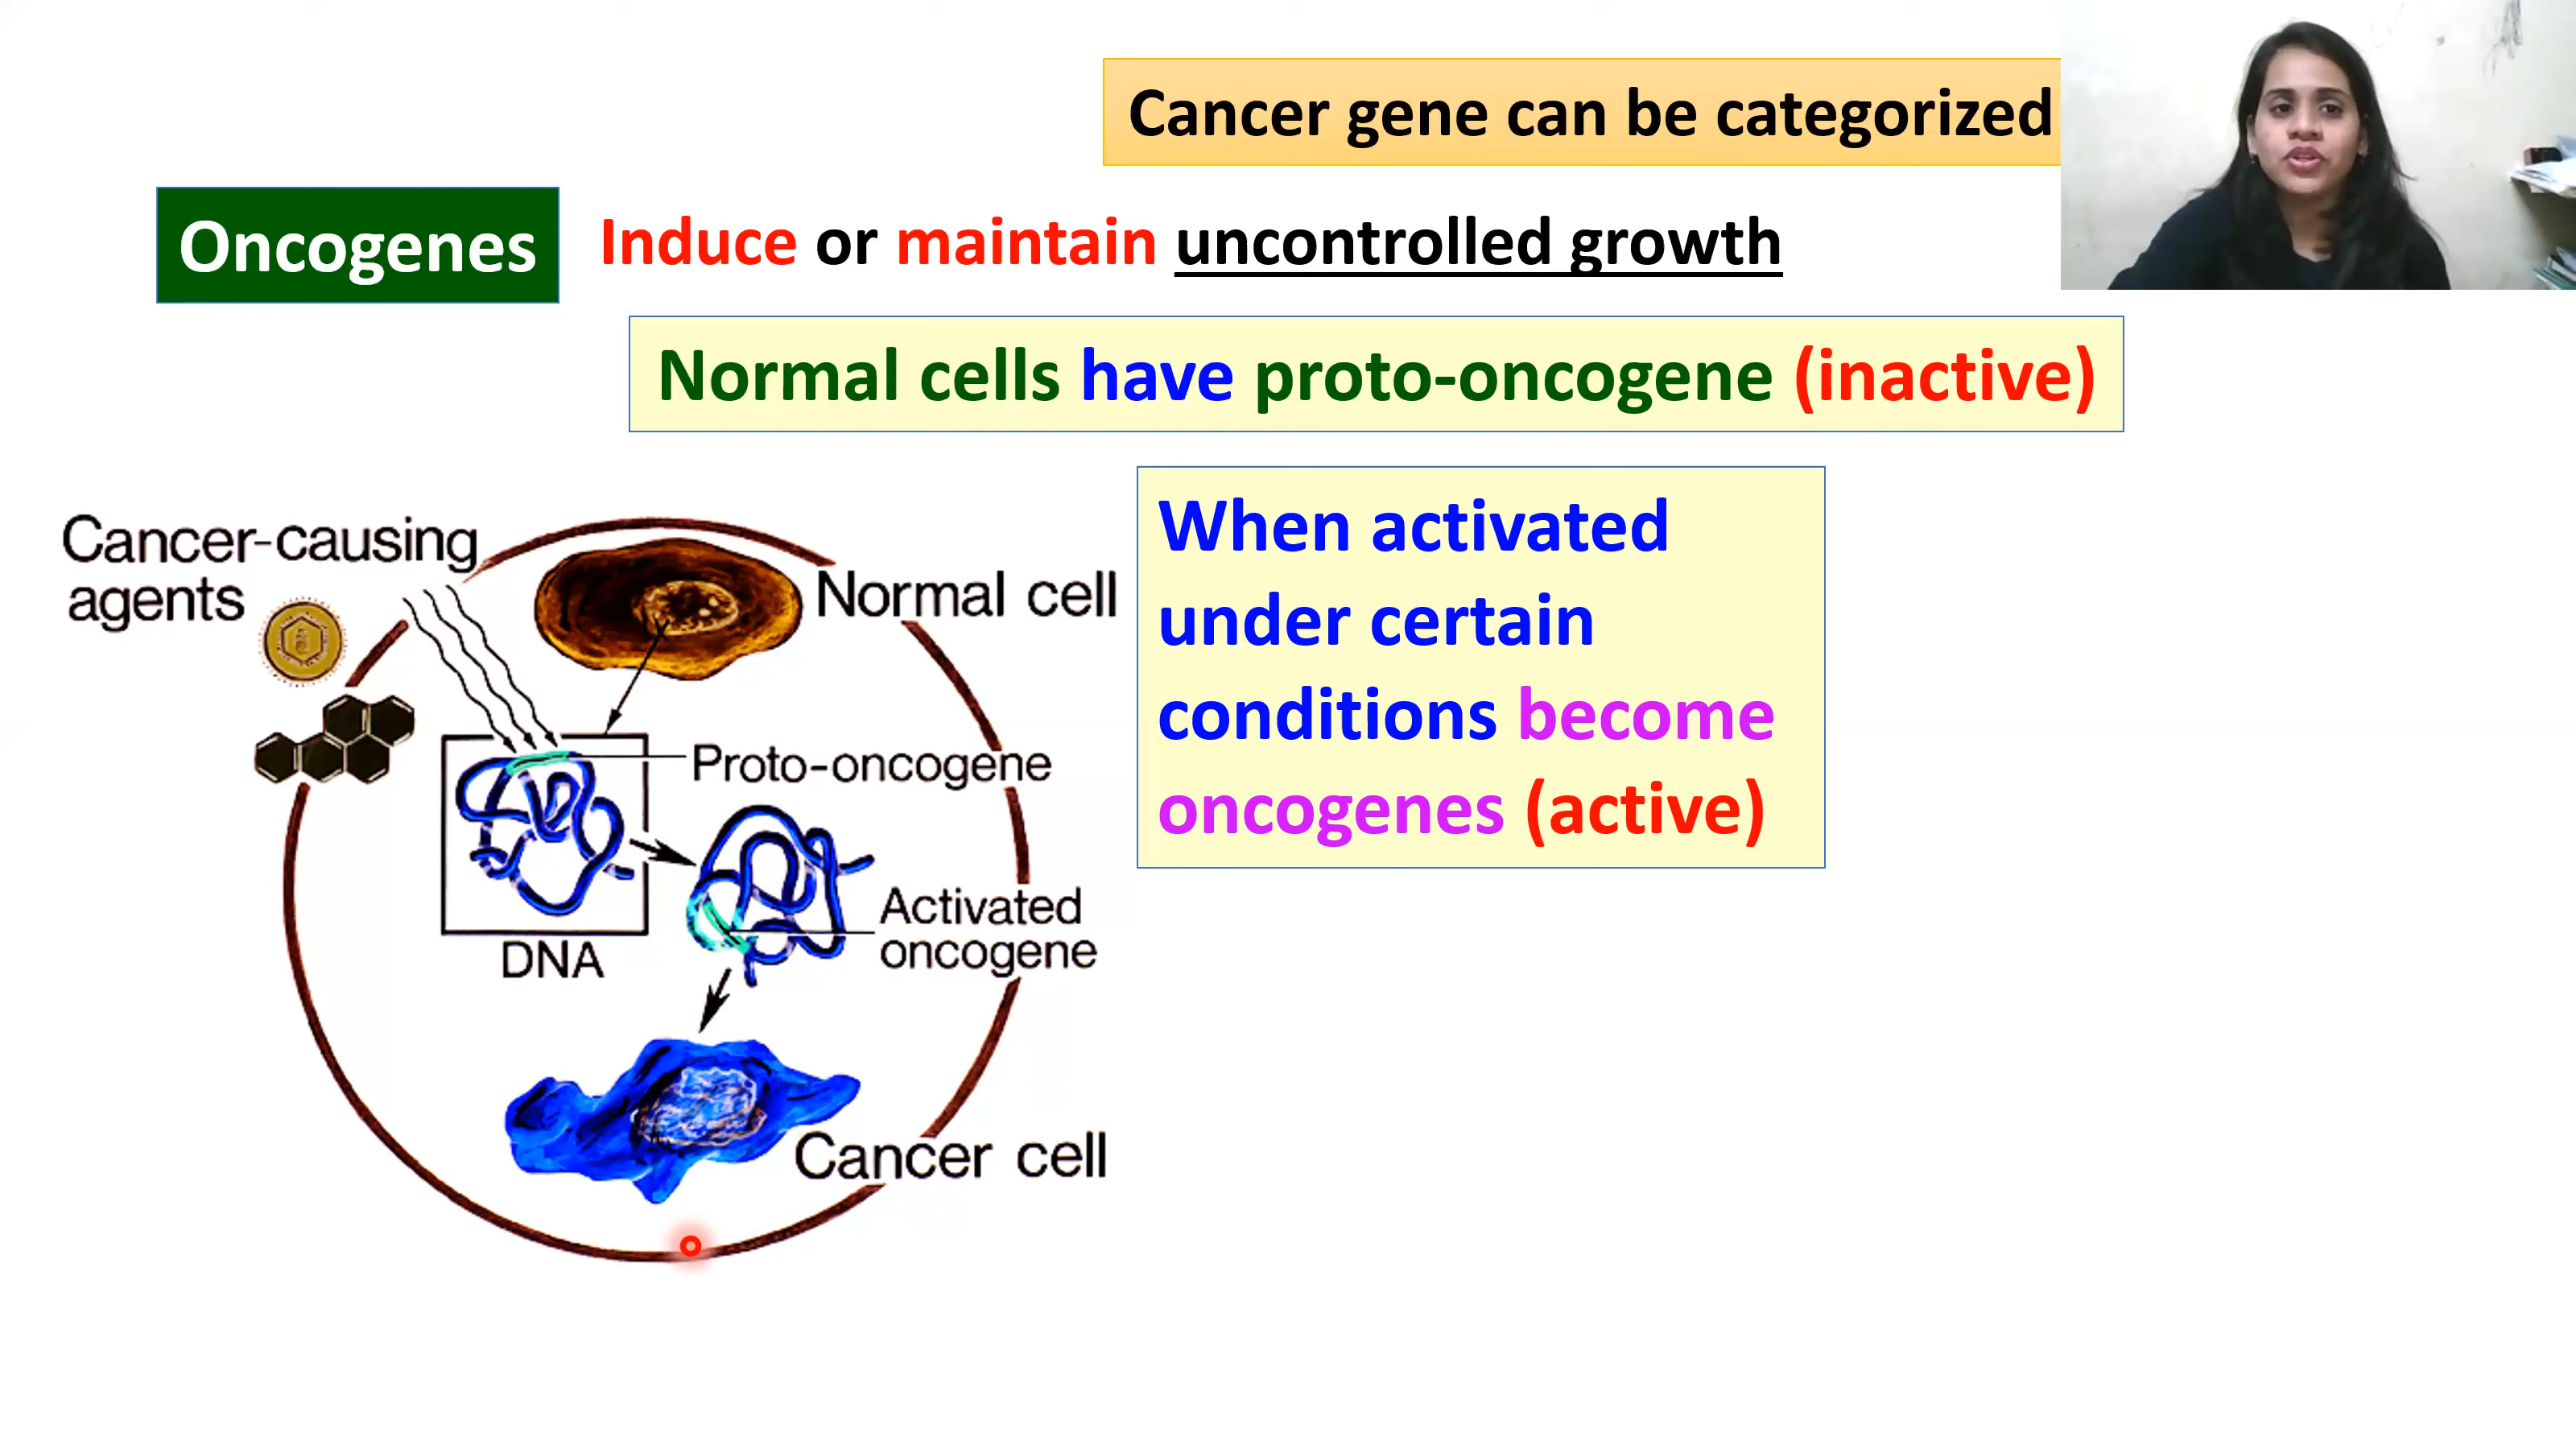 Cancer gene can be categorized
Oncogenes
Induce or maintain uncontrolled growth
Normal cells have proto-oncogene (inactive)
When activated
under certain
conditions become
oncogenes (active)
Cancer-causing
agents
Normal cell
Proto-oncogene
DNA
Activated
oncogene
Cancer cell